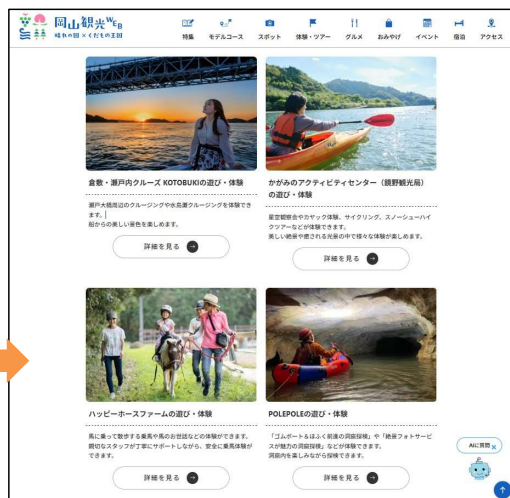 岡山観光WEB
晴れの国×くだもの王国
特集 モデルコース スポット 体験・ツアー グルメ おみやげ イベント 宿泊 アクセス
倉敷・瀬戸内クルーズ KOTOBUKIの遊び・体験
瀬戸大橋周辺のクルージングや水島灘クルージングを体験でき
ます。
船からの美しい景色を楽しめます。
詳細を見る
かがみのアクティビティセンター（鏡野観光局）
の遊び・体験
星空観察会やカヤック体験、サイクリング、スノーシューハイ
クツアーなどが体験できます。
美しい絶景や癒される光景の中で様々な体験が楽しめます。
詳細を見る
ハッピーホースファームの遊び・体験
馬に乗って散歩する乗馬や馬のお世話などの体験ができます。
親切なスタッフが丁寧にサポートしながら、安全に乗馬体験が
できます。
詳細を見る
POLEPOLEの遊び・体験
「ゴムボート＆ほふく前進の洞窟探検」や「絶景フォトサービ
スが魅力の洞窟探検」などが体験できます。
洞窟内を楽しみながら探検できます。
詳細を見る
AIに質問 ×